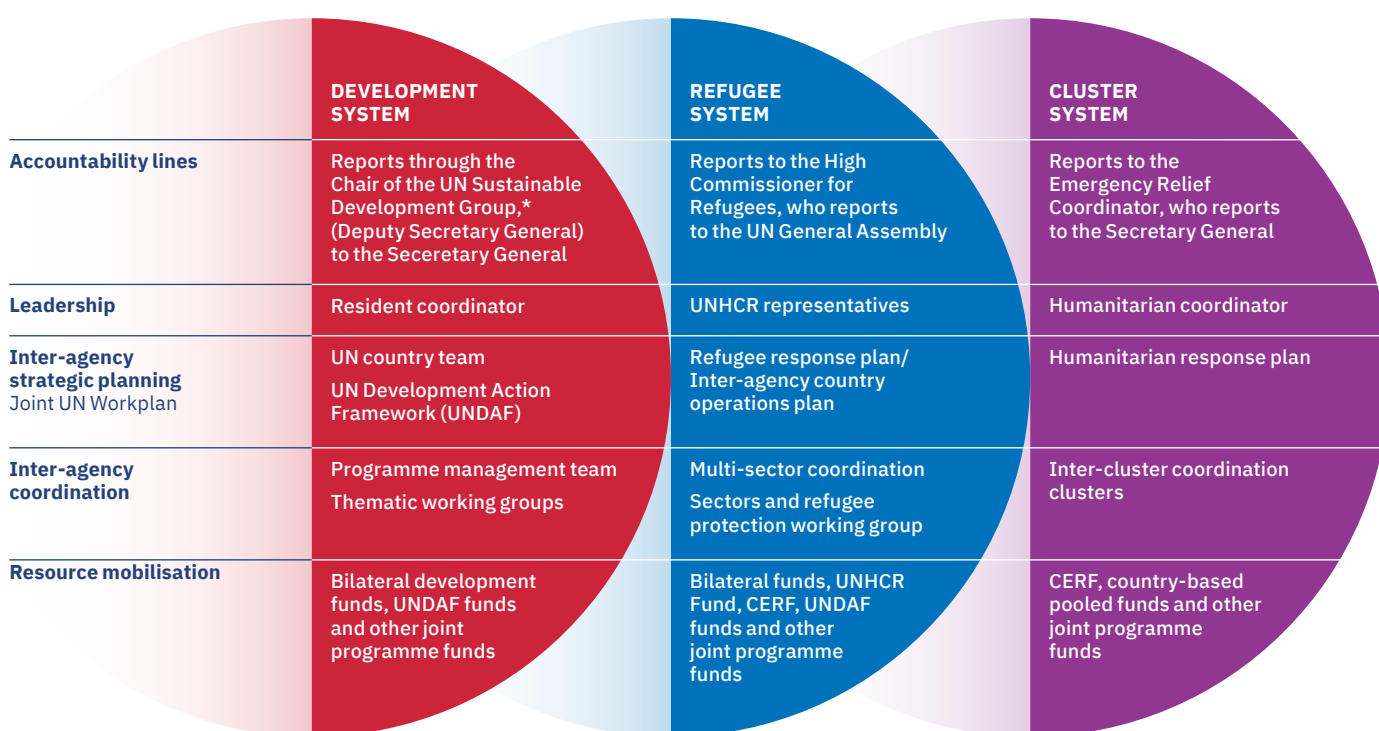 DEVELOPMENT
SYSTEM
REFUGEE
SYSTEM
CLUSTER
SYSTEM
Accountability lines
Reports through the
Chair of the UN Sustainable
Development Group,*
(Deputy Secretary General)
to the Seceretary General
Reports to the High
Commissioner for
Refugees, who reports
to the UN General Assembly
Reports to the
Emergency Relief
Coordinator, who reports
to the Secretary General
Leadership
Resident coordinator
UNHCR representatives
Humanitarian coordinator
Inter-agency
strategic planning
Joint UN Workplan
UN country team
UN Development Action
Framework (UNDAF)
Refugee response plan/
Inter-agency country
operations plan
Humanitarian response plan
Inter-agency
coordination
Programme management team
Thematic working groups
Multi-sector coordination
Sectors and refugee
protection working group
Inter-cluster coordination
clusters
Resource mobilisation
Bilateral development
funds, UNDAF funds
and other joint
programme funds
Bilateral funds, UNHCR
Fund, CERF, UNDAF
funds and other
joint programme
funds
CERF, country-based
pooled funds and other
joint programme
funds